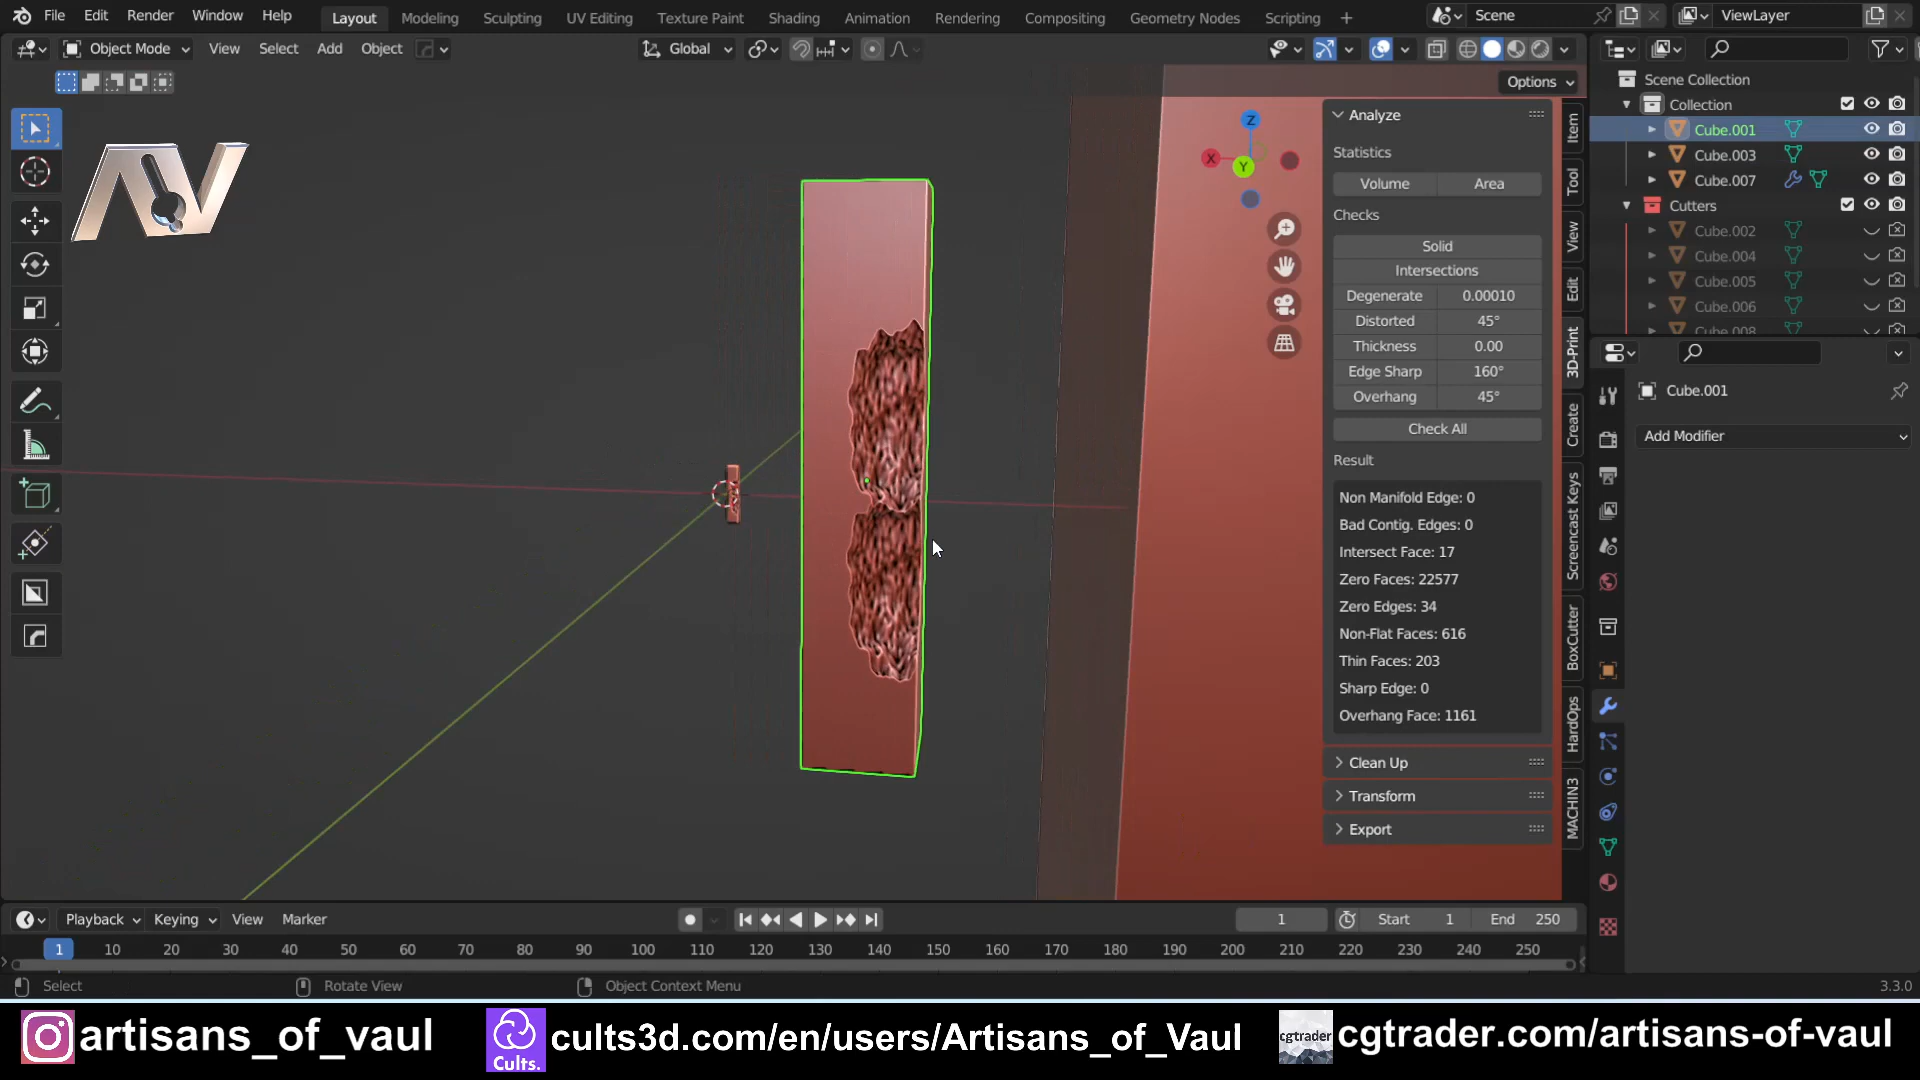 File Edit Render Window Help Layout Modeling Sculpting UV Editing Texture Paint Shading Animation Rendering Compositing Geometry Nodes Scripting + Scene ViewLayer
Object Mode View Select Add Object Global
Options
Scene Collection
Collection
Cube.001
Cube.003
Cube.007
Cutters
Cube.002
Cube.004
Cube.005
Cube.006
Cube.008
AV
Z
X
Y
Analyze
Statistics
Volume Area
Checks
Solid
Intersections
Degenerate 0.00010
Distorted 45°
Thickness 0.00
Edge Sharp 160°
Overhang 45°
Check All
Result
Non Manifold Edge: 0
Bad Contig. Edges: 0
Intersect Face: 17
Zero Faces: 22577
Zero Edges: 34
Non-Flat Faces: 616
Thin Faces: 203
Sharp Edge: 0
Overhang Face: 1161
Clean Up
Transform
Export
Item
Tool
View
Edit
3D-Print
Create
Screencast Keys
BoxCutter
HardOps
MACHIN3
Cube.001
Add Modifier
Playback Keying View Marker 1 Start 1 End 250
1 10 20 30 40 50 60 70 80 90 100 110 120 130 140 150 160 170 180 190 200 210 220 230 240 250
Select Rotate View Object Context Menu 3.3.0
artisans_of_vaul Cults. cults3d.com/en/users/Artisans_of_Vaul cgtrader cgtrader.com/artisans-of-vaul